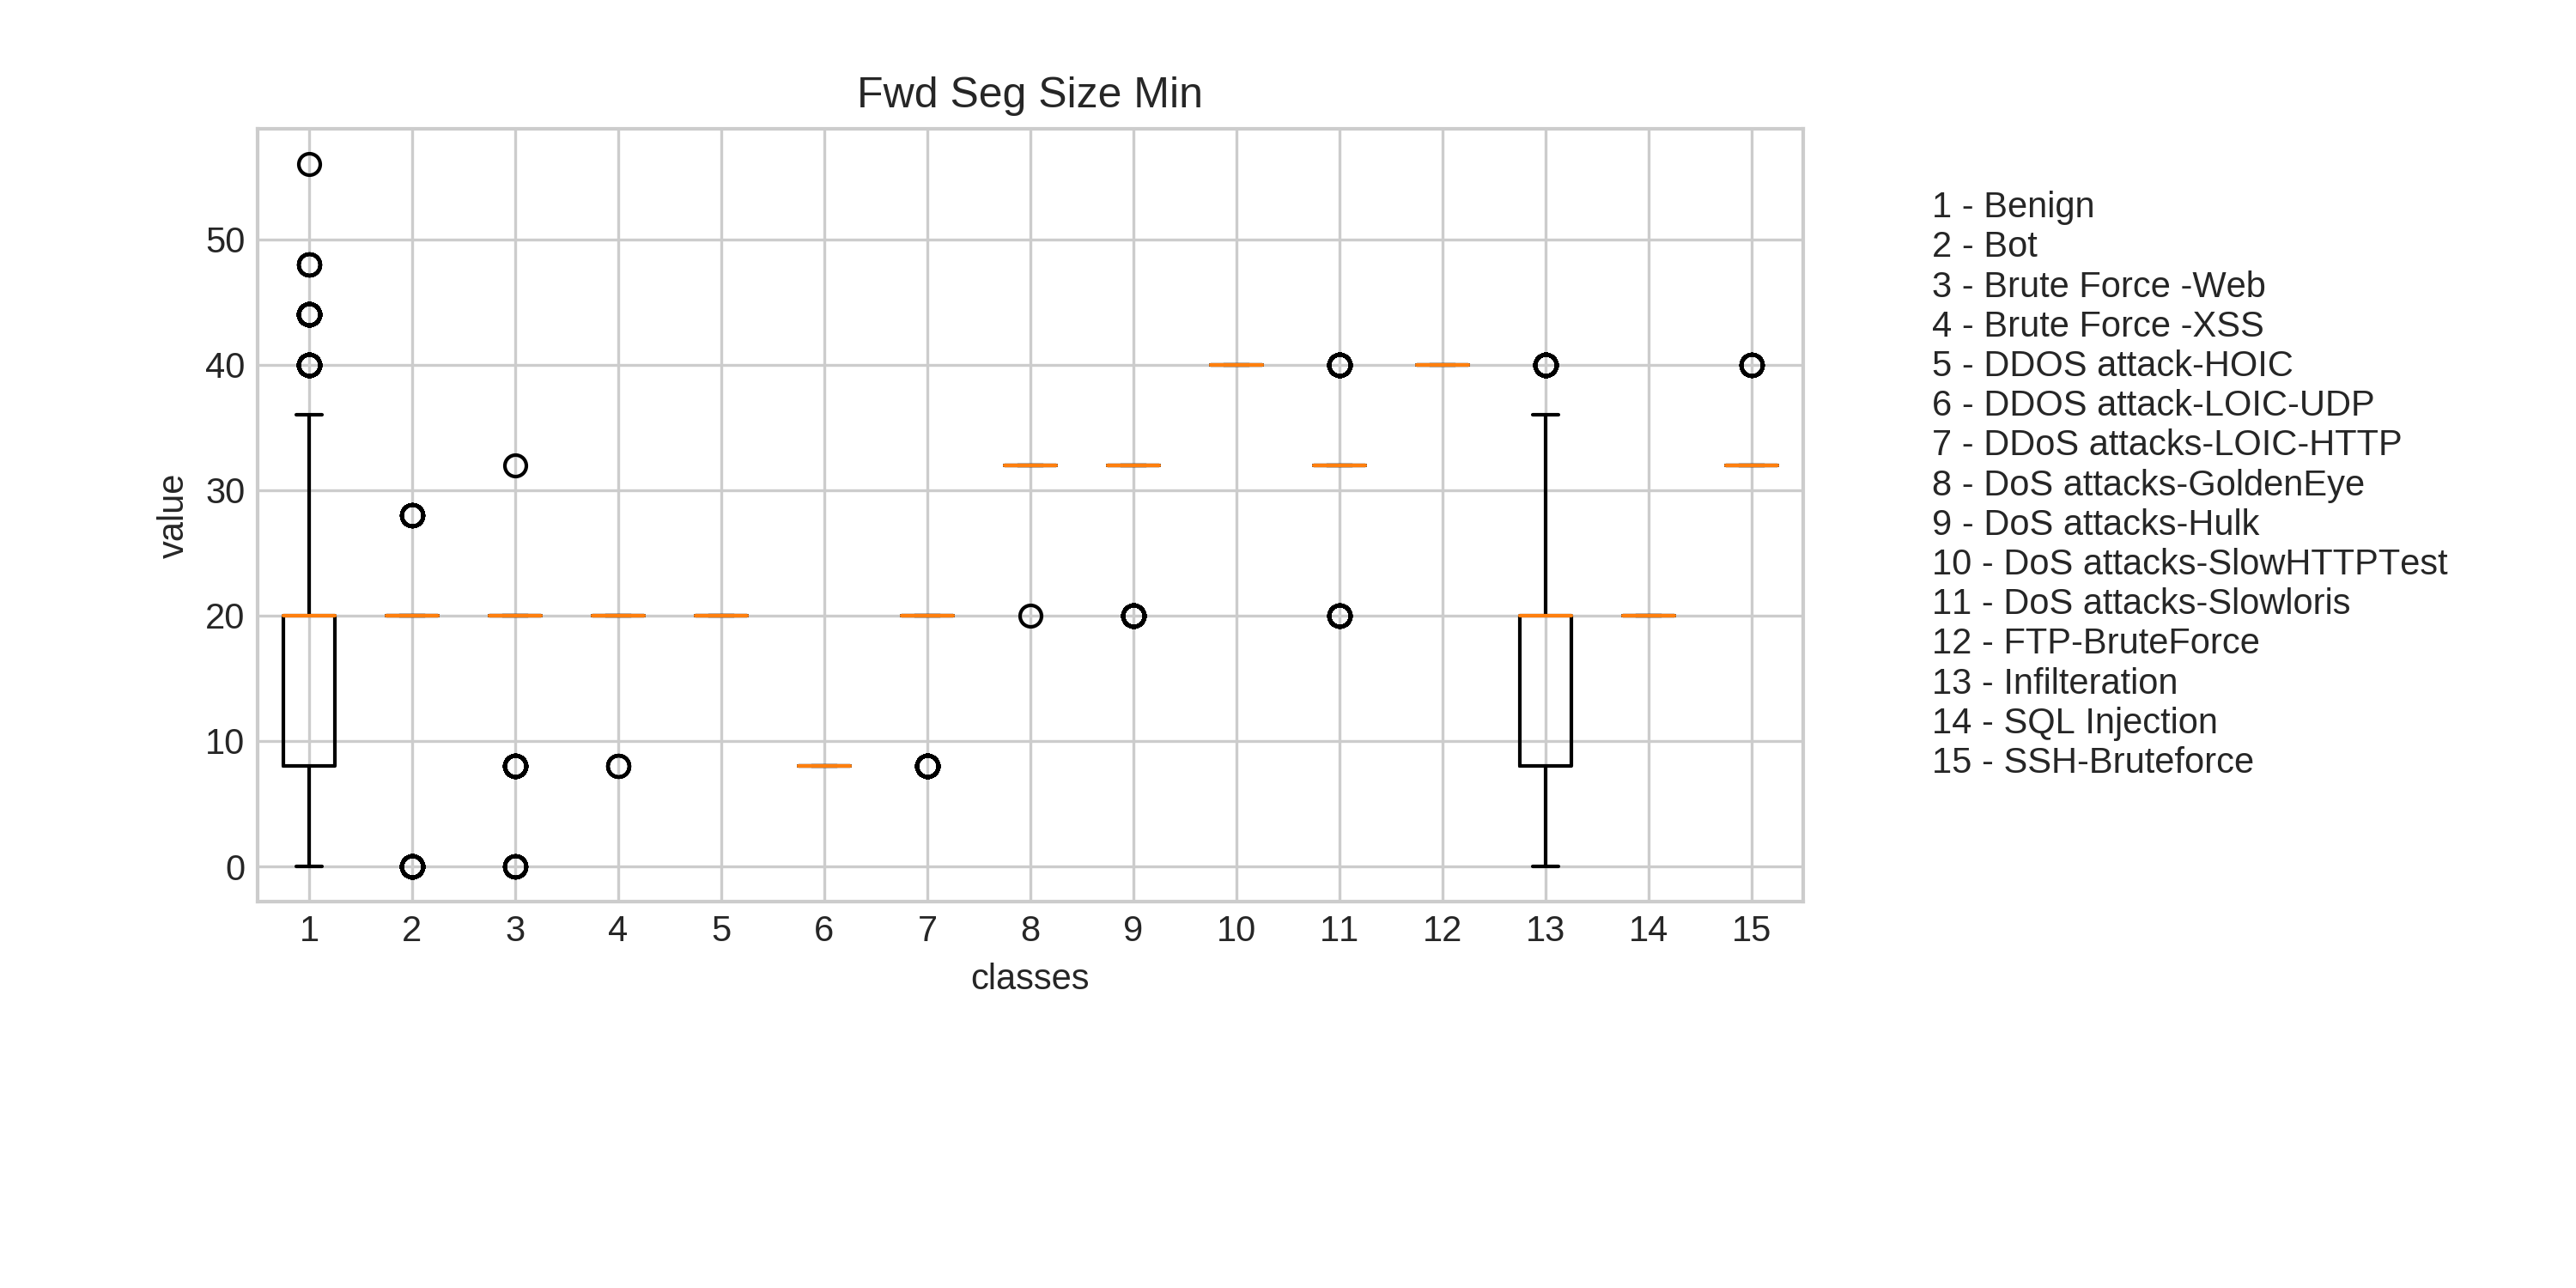 Fwd Seg Size Min
50
40
30
20
10
0
value
1 2 3 4 5 6 7 8 9 10 11 12 13 14 15
classes
1 - Benign
2 - Bot
3 - Brute Force -Web
4 - Brute Force -XSS
5 - DDOS attack-HOIC
6 - DDOS attack-LOIC-UDP
7 - DDoS attacks-LOIC-HTTP
8 - DoS attacks-GoldenEye
9 - DoS attacks-Hulk
10 - DoS attacks-SlowHTTPTest
11 - DoS attacks-Slowloris
12 - FTP-BruteForce
13 - Infilteration
14 - SQL Injection
15 - SSH-Bruteforce